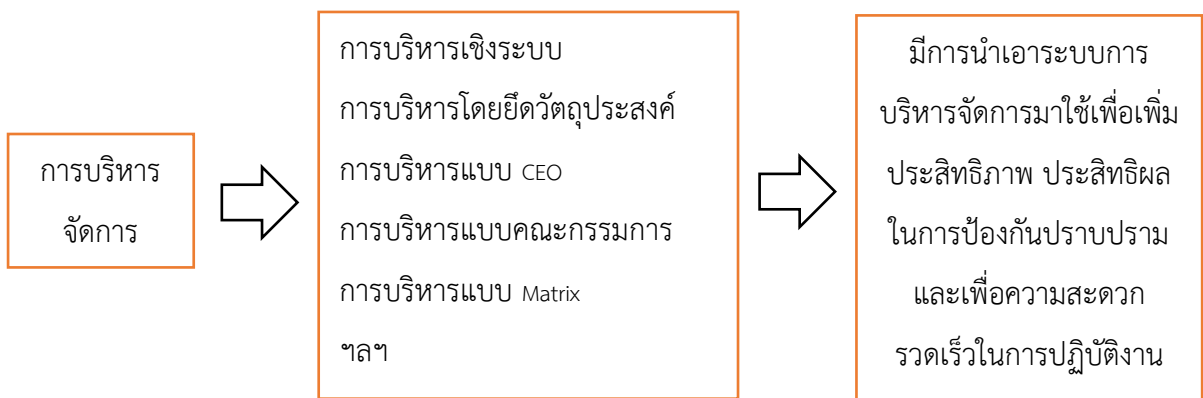 การบริหาร
จัดการ
การบริหารเชิงระบบ
การบริหารโดยยึดวัตถุประสงค์
การบริหารแบบ CEO
การบริหารแบบคณะกรรมการ
การบริหารแบบ Matrix
ฯลฯ
มีการนำเอาระบบการ
บริหารจัดการมาใช้เพื่อเพิ่ม
ประสิทธิภาพ ประสิทธิผล
ในการป้องกันปราบปราม
และเพื่อความสะดวก
รวดเร็วในการปฏิบัติงาน